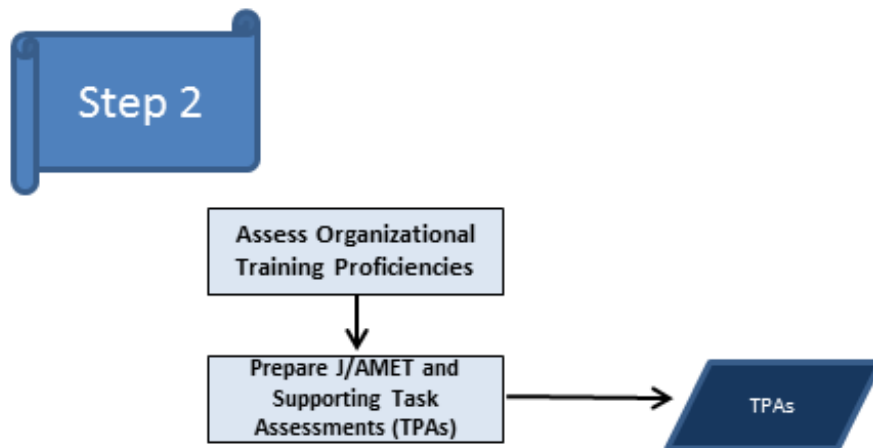 Step 2
Assess Organizational
Training Proficiencies
Prepare J/AMET and
Supporting Task
Assessments (TPAs)
TPAs